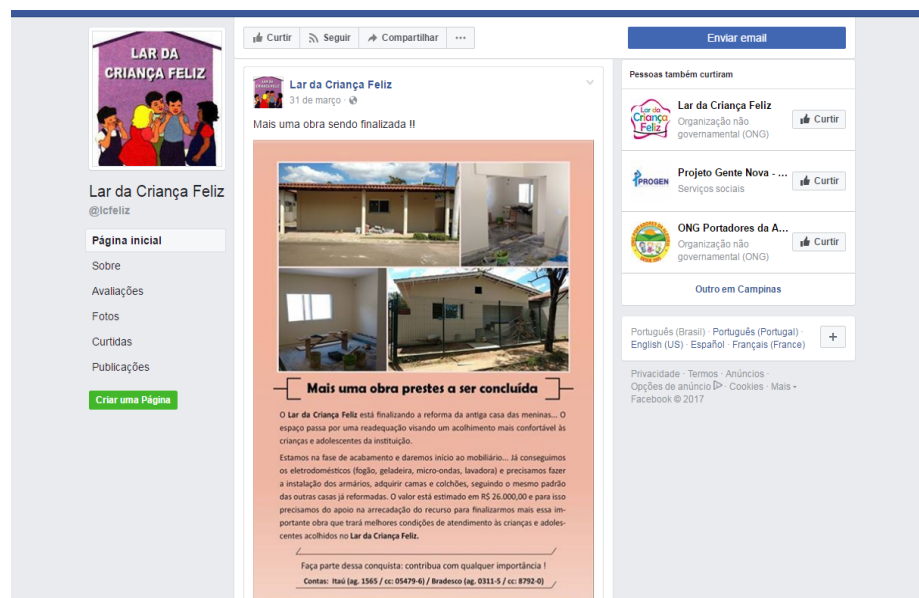 LAR DA
CRIANÇA FELIZ
Lar da Criança Feliz
@lcfeliz
Página inicial
Sobre
Avaliações
Fotos
Curtidas
Publicações
Criar uma Página
Curtir
Seguir
Compartilhar
Lar da Criança Feliz
31 de março ·
Mais uma obra sendo finalizada !!
Mais uma obra prestes a ser concluída
O Lar da Criança Feliz está finalizando a reforma da antiga casa das meninas... O
espaço passa por uma readequação visando um acolhimento mais confortável às
crianças e adolescentes da instituição.
Estamos na fase de acabamento e daremos inicio ao mobiliário... Já conseguimos
os eletrodomésticos (fogão, geladeira, micro-ondas, lavadora) e precisamos fazer
a instalação dos armários, adquirir camas e colchões, seguindo o mesmo padrão
das outras casas já reformadas. O valor está estimado em R$ 26.000,00 e para isso
precisamos do apoio na arrecadação do recurso para finalizarmos mais essa im-
portante obra que trará melhores condições de atendimento às crianças e adoles-
centes acolhidos no Lar da Criança Feliz.
Faça parte dessa conquista: contribua com qualquer importância !
Contas: Itaú (ag. 1565 / cc: 05479-6) / Bradesco (ag. 0311-5 / cc: 8792-0)
Enviar email
Pessoas também curtiram
Lar da Criança Feliz
Lar da Criança Feliz
Organização não
governamental (ONG)
Curtir
PROGEN
Projeto Gente Nova - ...
Serviços sociais
Curtir
ONG Portadores da A...
Organização não
governamental (ONG)
Curtir
Outro em Campinas
Português (Brasil) · Português (Portugal) ·
English (US) · Español · Français (France)
Privacidade · Termos · Anúncios ·
Opções de anúncio · Cookies · Mais
Facebook © 2017